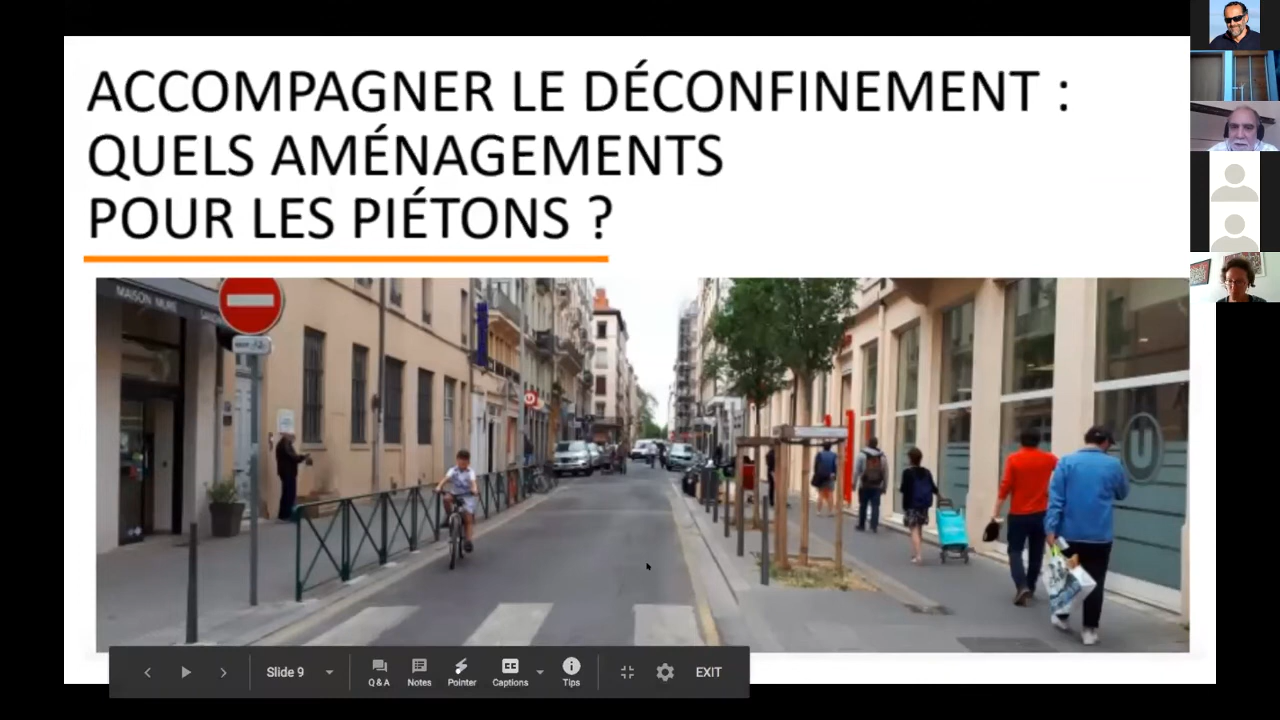 ACCOMPAGNER LE DÉCONFINEMENT :
QUELS AMÉNAGEMENTS
POUR LES PIÉTONS ?
MAISON
U
Slide 9
Q & A
Notes
Pointer
Captions
Tips
EXIT